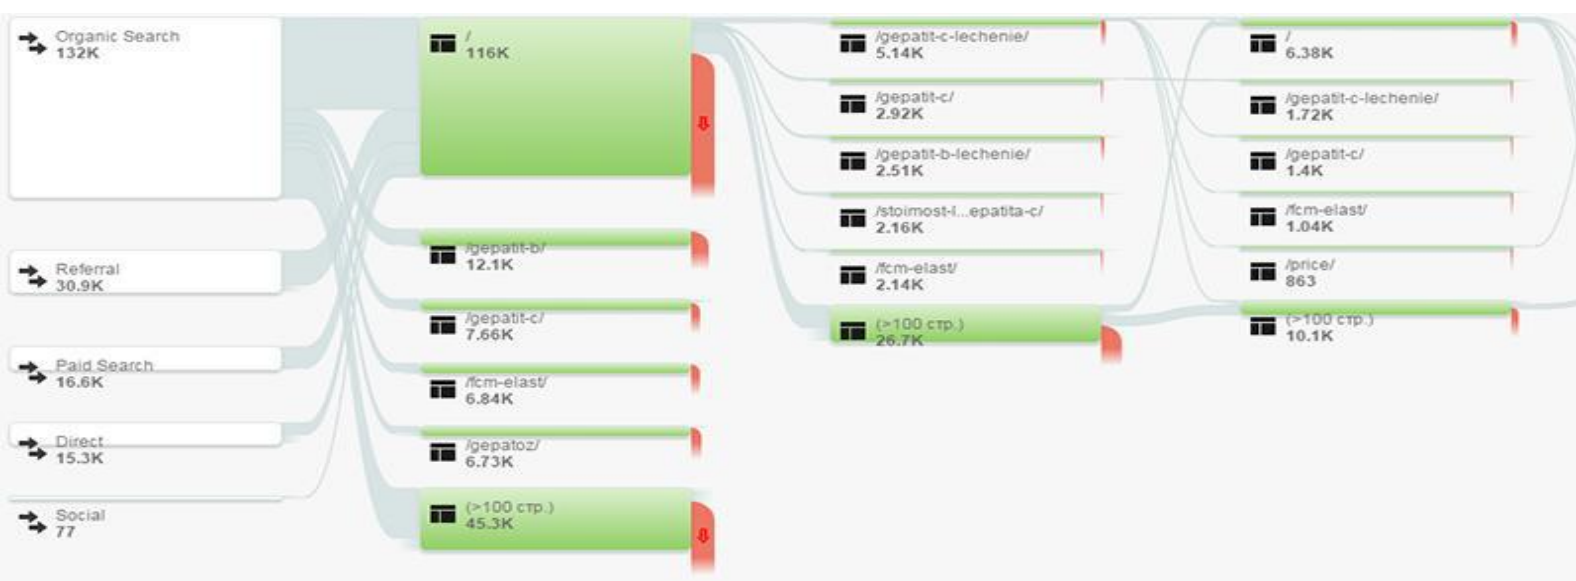 Organic Search
132K
Referral
30.9K
Paid Search
16.6K
Direct
15.3K
Social
77
/
116K
/gepatit-b/
12.1K
/gepatit-c/
7.66K
/fcm-elast/
6.84K
/gepatoz/
6.73K
(>100 стр.)
45.3K
/gepatit-c-lechenie/
5.14K
/gepatit-c/
2.92K
/gepatit-b-lechenie/
2.51K
/stoimost-l...epatita-c/
2.16K
/fcm-elast/
2.14K
(>100 стр.)
26.7K
/
6.38K
/gepatit-c-lechenie/
1.72K
/gepatit-c/
1.4K
/fcm-elast/
1.04K
/price/
863
(>100 стр.)
10.1K